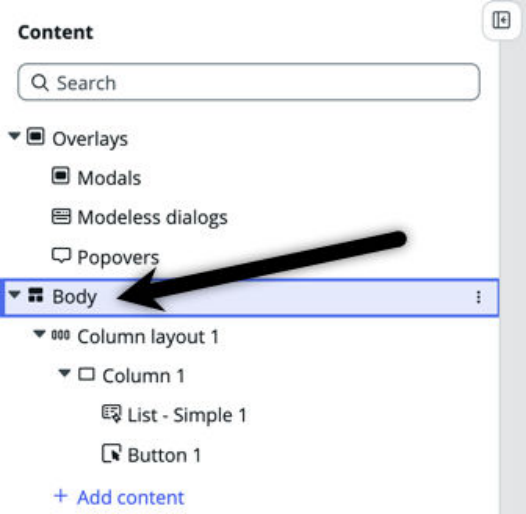 Content
Search
Overlays
Modals
Modeless dialogs
Popovers
Body
Column layout 1
Column 1
List - Simple 1
Button 1
+ Add content